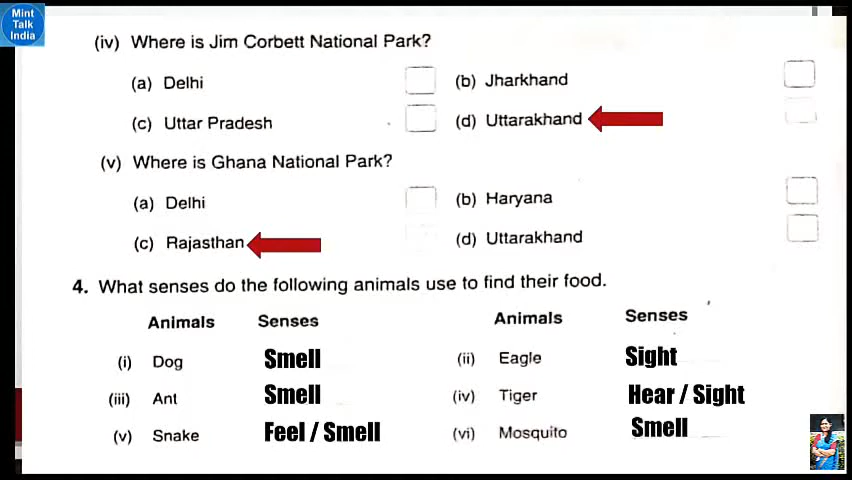 Mint
Talk
India
(iv) Where is Jim Corbett National Park?
(a) Delhi (b) Jharkhand
(c) Uttar Pradesh (d) Uttarakhand
(v) Where is Ghana National Park?
(a) Delhi (b) Haryana
(c) Rajasthan (d) Uttarakhand
4. What senses do the following animals use to find their food.
Animals Senses Animals Senses
(i) Dog Smell (ii) Eagle Sight
(iii) Ant Smell (iv) Tiger Hear / Sight
(v) Snake Feel / Smell (vi) Mosquito Smell